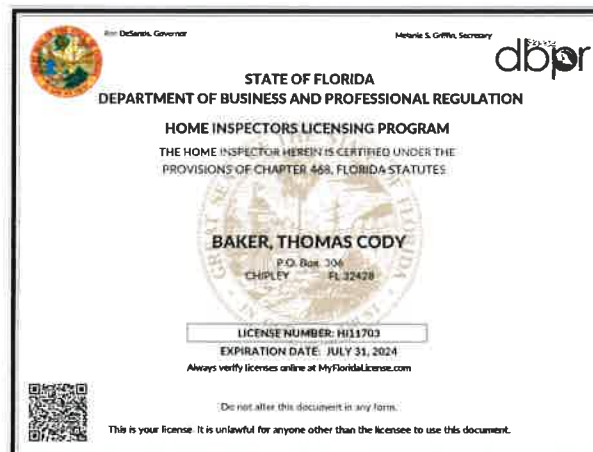 Ron DeSantis, Governor
Melanie S. Griffin, Secretary
dbpr
STATE OF FLORIDA
DEPARTMENT OF BUSINESS AND PROFESSIONAL REGULATION
HOME INSPECTORS LICENSING PROGRAM
THE HOME INSPECTOR HEREIN IS CERTIFIED UNDER THE
PROVISIONS OF CHAPTER 468, FLORIDA STATUTES
BAKER, THOMAS CODY
P.O. Box 306
CHIPLEY FL 32428
LICENSE NUMBER: HI11703
EXPIRATION DATE: JULY 31, 2024
Always verify licenses online at MyFloridaLicense.com
Do not alter this document in any form.
This is your license. It is unlawful for anyone other than the licensee to use this document.